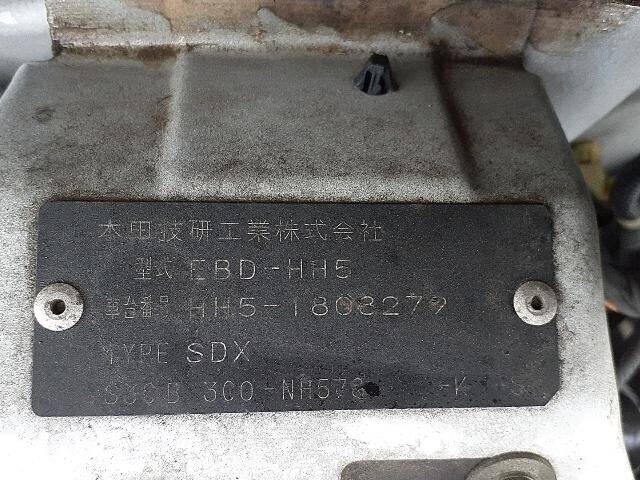 本田技研工業株式会社
型式 EBD-HH5
車台番号 HH5-1808279
TYPE SDX
300-NH578